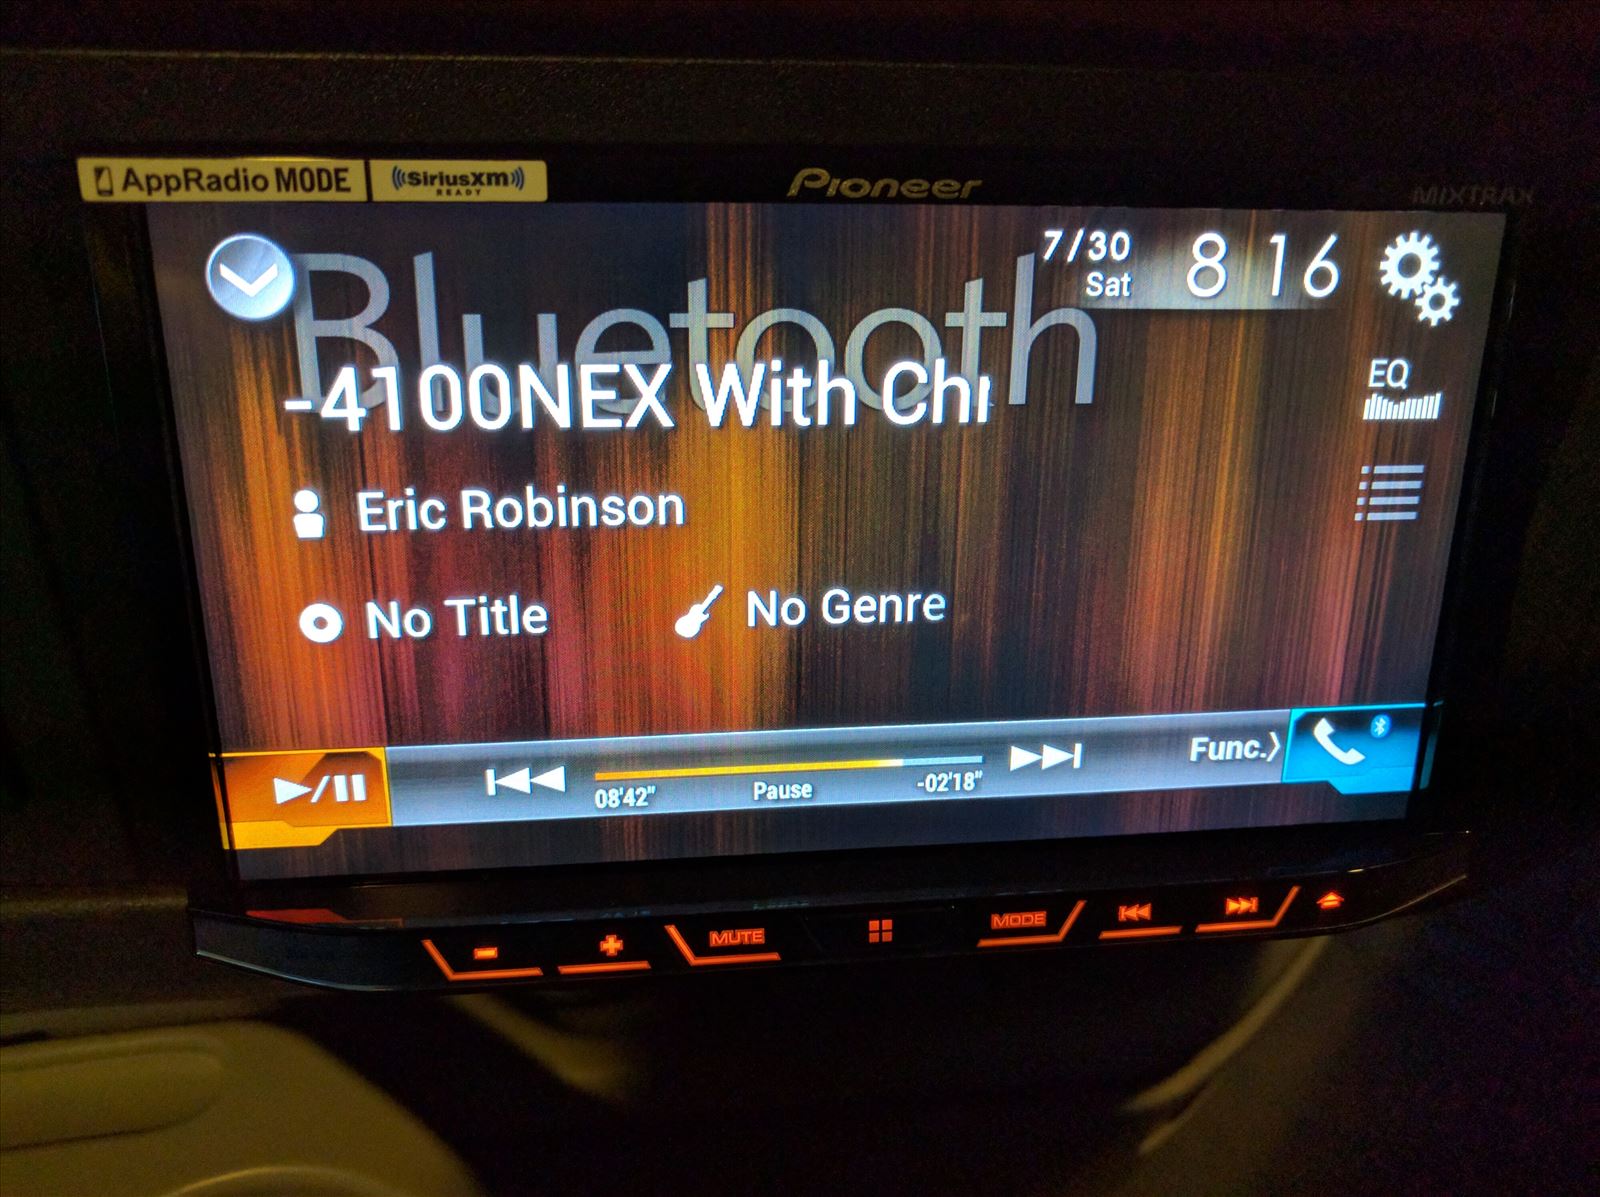 AppRadio MODE
((SiriusXM))
READY
Pioneer
MIXTRAX
Bluetooth
7/30
Sat
8 16
-4100NEX With Ch
EQ
Eric Robinson
No Title
No Genre
08'42"
Pause
-02'18"
Func.
MUTE
MODE